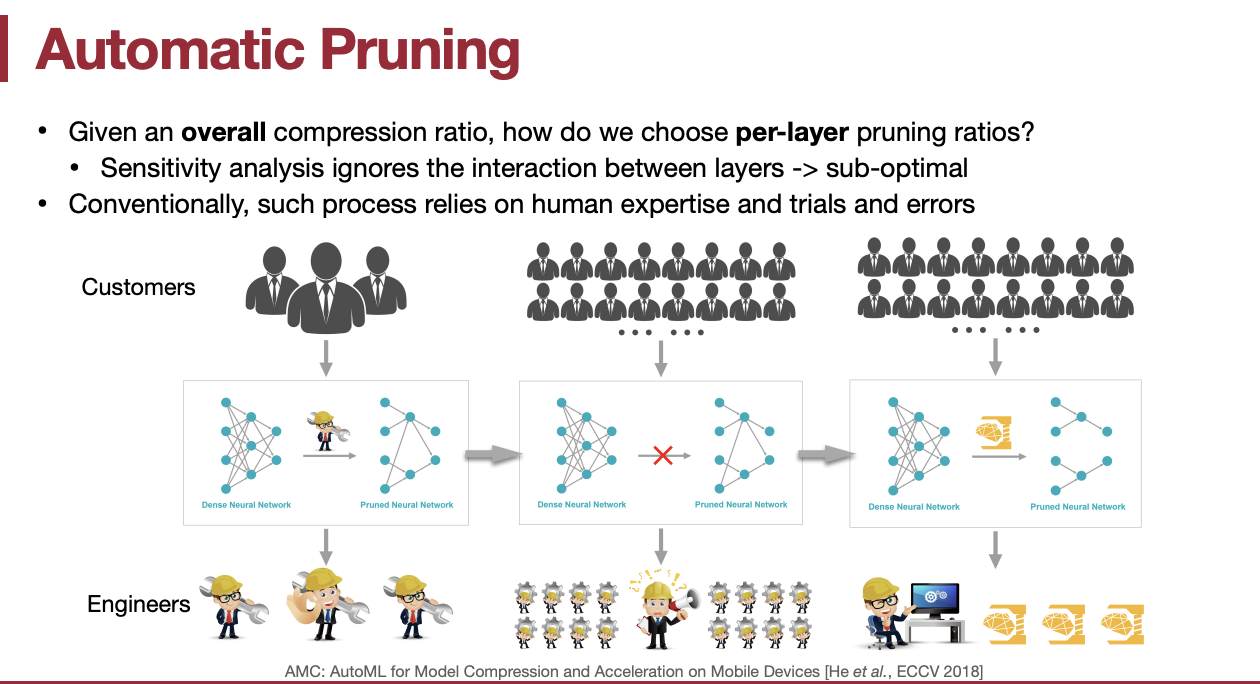 Automatic Pruning
• Given an overall compression ratio, how do we choose per-layer pruning ratios?
• Sensitivity analysis ignores the interaction between layers -> sub-optimal
• Conventionally, such process relies on human expertise and trials and errors
Customers
Dense Neural Network
Pruned Neural Network
Dense Neural Network
Pruned Neural Network
Dense Neural Network
Pruned Neural Network
Engineers
AMC: AutoML for Model Compression and Acceleration on Mobile Devices [He et al., ECCV 2018]